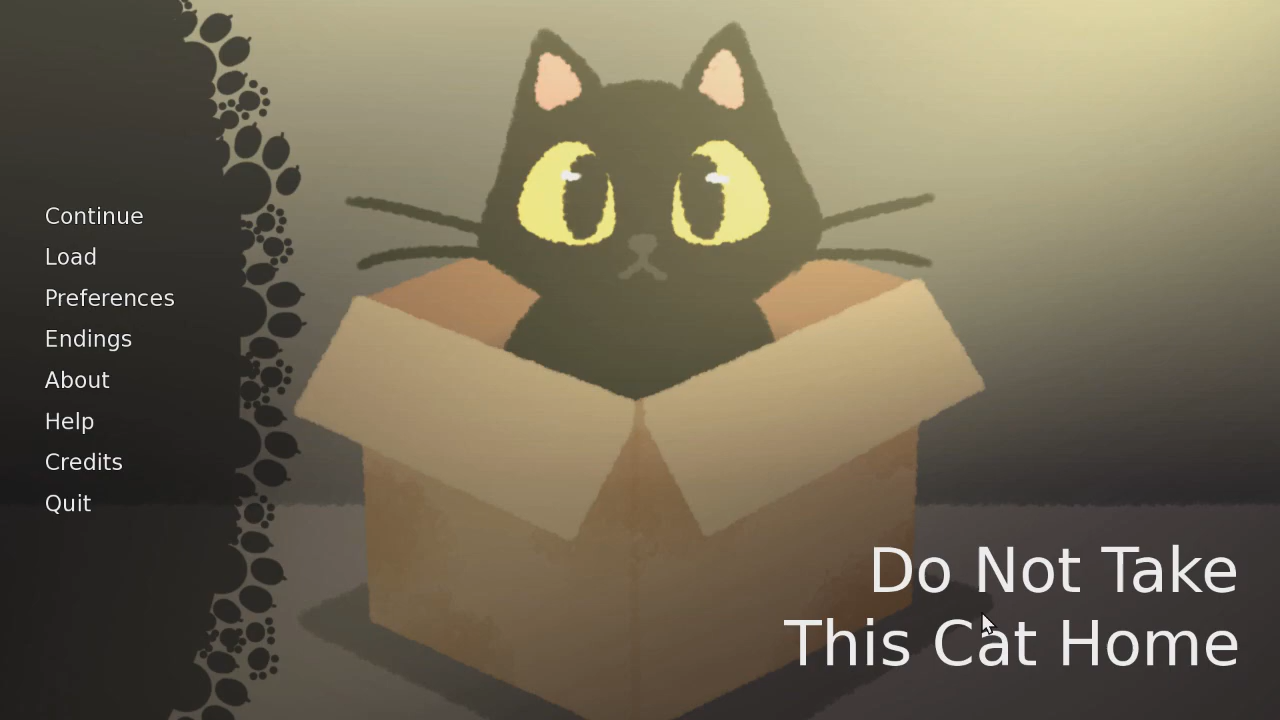 Continue
Load
Preferences
Endings
About
Help
Credits
Quit
Do Not Take
This Cat Home